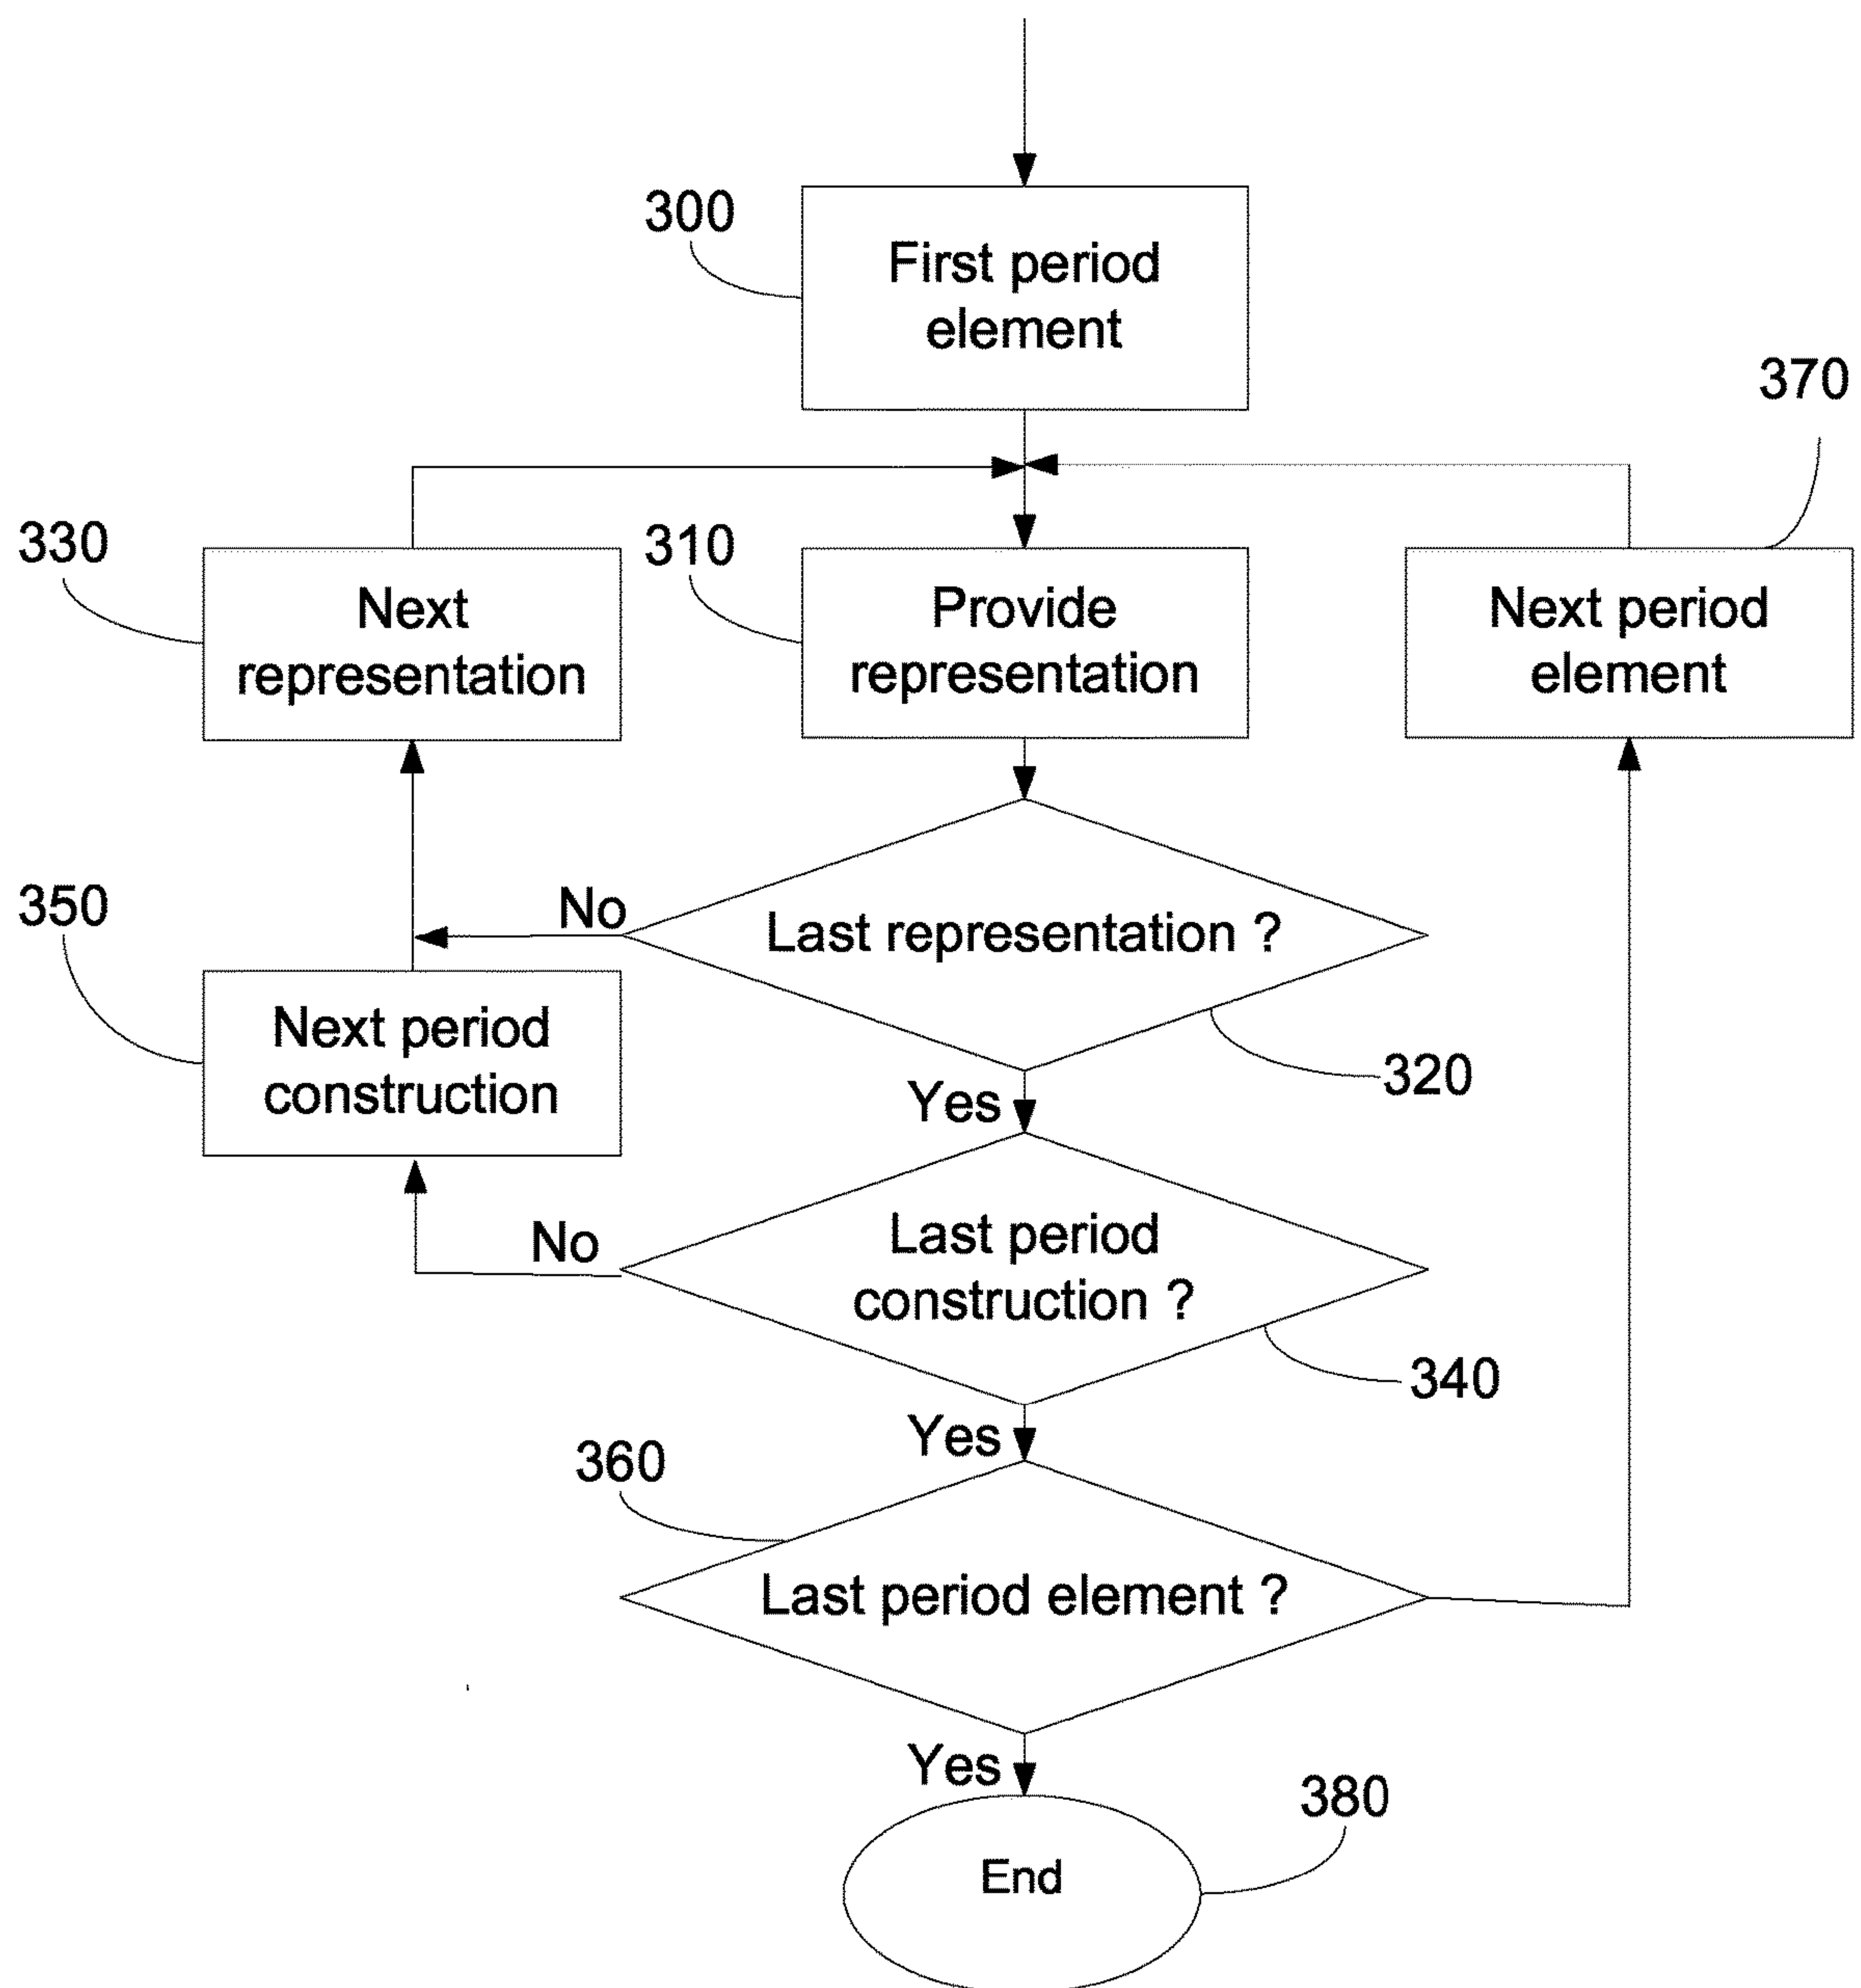 300
First period
element
370
330
310
Next
representation
Provide
representation
Next period
element
350
No
Last representation ?
Next period
construction
320
Yes
No
Last period
construction ?
340
Yes
360
Last period element ?
Yes
380
End